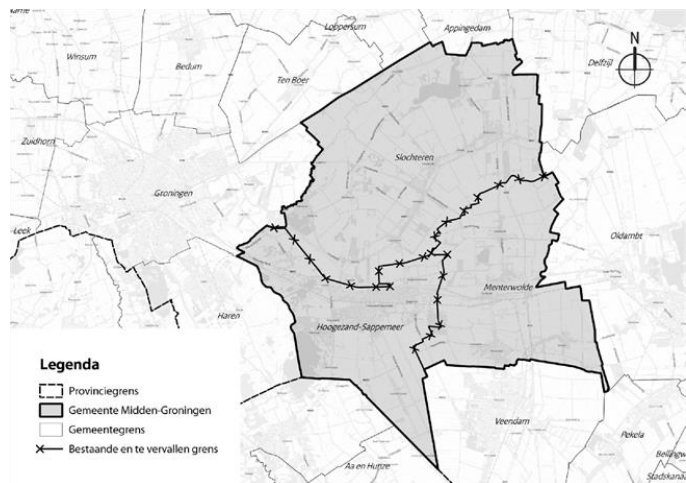 Loppersum
Appingedam
Winsum
Bedum
Ten Boer
Delfzijl
N
Zuidhorn
Slochteren
Groningen
Leek
Oldambt
Menterwolde
Haren
Hoogezand-Sappemeer
Legenda
Provinciegrens
Gemeente Midden-Groningen
Gemeentegrens
Bestaande en te vervallen grens
Veendam
Pekela
Aa en Hunze
Stadskanaal